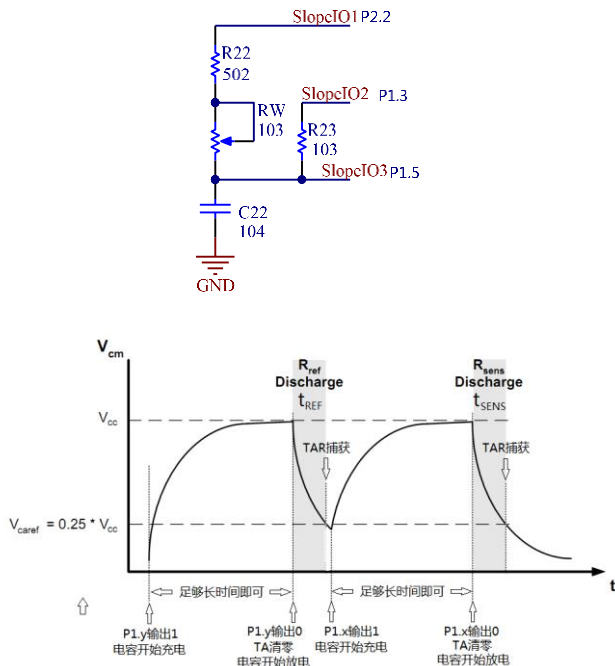 SlopeIO1 P2.2
R22
502
SlopeIO2 P1.3
RW
103
R23
103
SlopeIO3 P1.5
C22
104
GND
Vcm
Rref
Discharge
tREF
Rsens
Discharge
tSENS
Vcc
TAR捕获
TAR捕获
Vcaref = 0.25 * Vcc
t
足够长时间即可
足够长时间即可
P1.y输出1
电容开始充电
P1.y输出0
TA清零
电容开始放电
P1.x输出1
电容开始充电
P1.x输出0
TA清零
电容开始放电